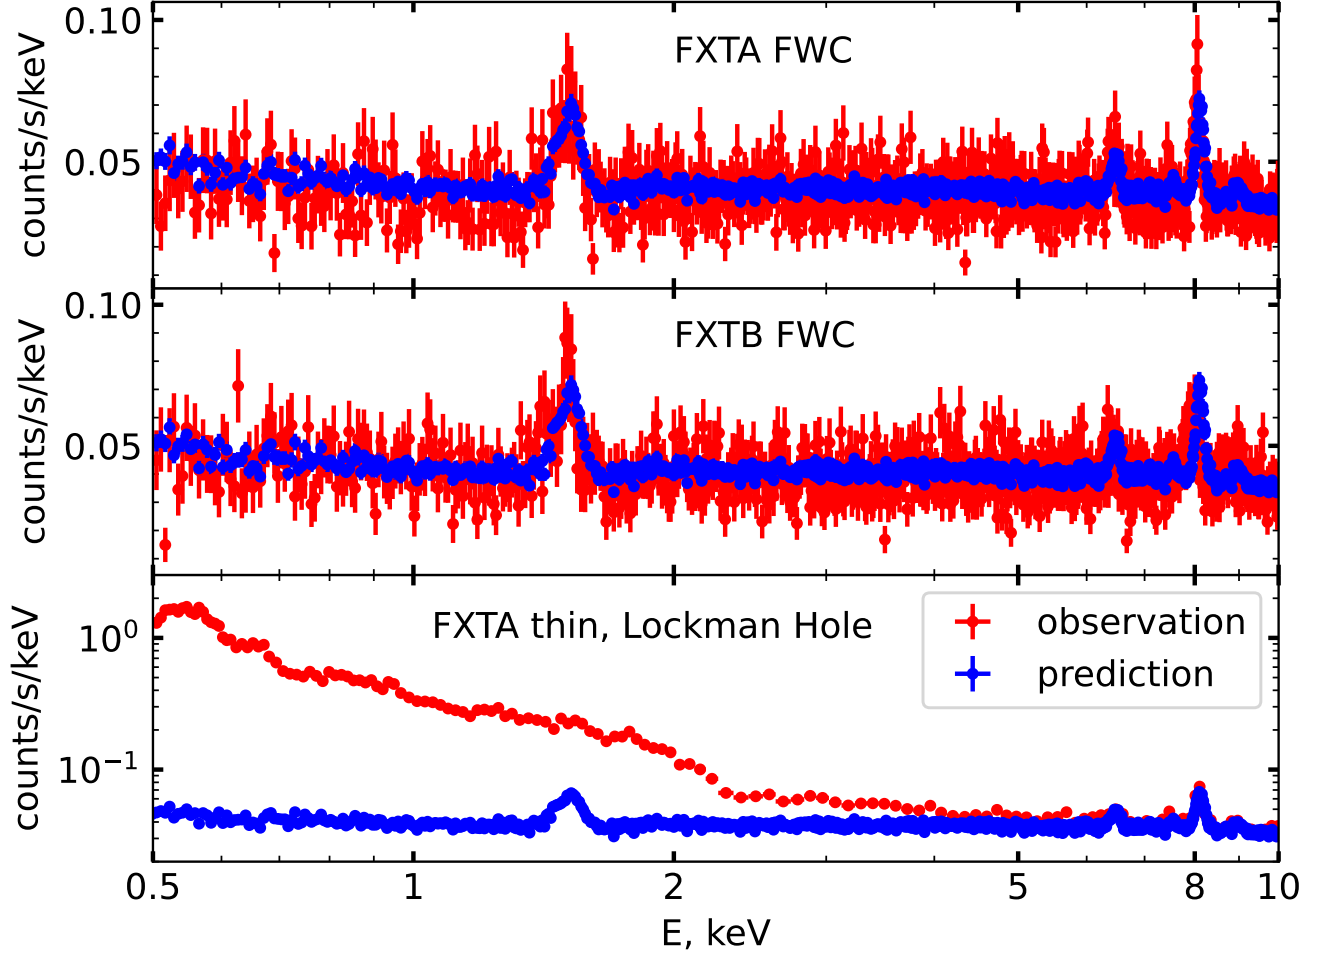 0.10
0.05
counts/s/keV
FXTA FWC
0.10
0.05
counts/s/keV
FXTB FWC
10⁰
10⁻¹
counts/s/keV
FXTA thin, Lockman Hole
observation
prediction
0.5 1 2 5 8 10
E, keV